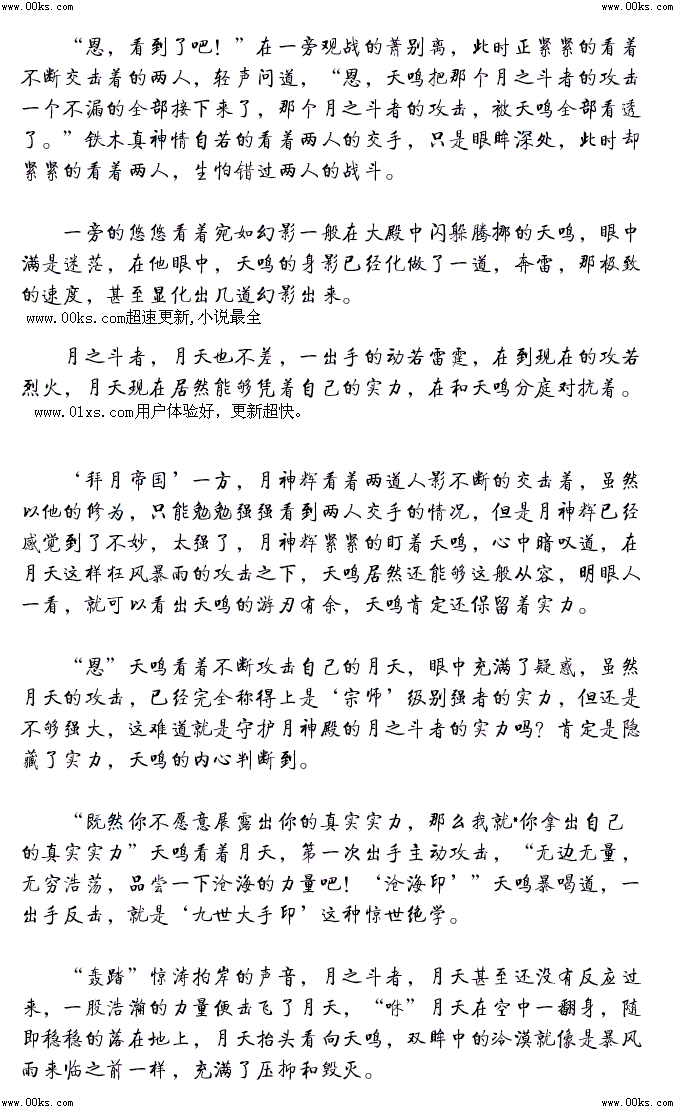 www.00ks.com www.00ks.com
“恩，看到了吧！”在一旁观战的萧别离，此时正紧紧的看着
不断交击着的两人，轻声问道，“恩，天鸣把那个月之斗者的攻击
一个不漏的全部接下来了，那个月之斗者的攻击，被天鸣全部看透
了。”铁木真神情自若的看着两人的交手，只是眼眸深处，此时却
紧紧的看着两人，生怕错过两人的战斗。
一旁的悠悠看着宛如幻影一般在大殿中闪躲腾挪的天鸣，眼中
满是迷茫，在他眼中，天鸣的身影已经化做了一道，奔雷，那极致
的速度，甚至显化出几道幻影出来。
www.00ks.com超速更新,小说最全
月之斗者，月天也不差，一出手的动若雷霆，在到现在的攻若
烈火，月天现在居然能够凭着自己的实力，在和天鸣分庭对抗着。
www.01xs.com用户体验好，更新超快。
‘拜月帝国’一方，月神辉看着两道人影不断的交击着，虽然
以他的修为，只能勉勉强强看到两人交手的情况，但是月神辉已经
感觉到了不妙，太强了，月神辉紧紧的盯着天鸣，心中暗叹道，在
月天这样狂风暴雨的攻击之下，天鸣居然还能够这般从容，明眼人
一看，就可以看出天鸣的游刃有余，天鸣肯定还保留着实力。
“恩”天鸣看着不断攻击自己的月天，眼中充满了疑惑，虽然
月天的攻击，已经完全称得上是‘宗师’级别强者的实力，但还是
不够强大，这难道就是守护月神殿的月之斗者的实力吗？肯定是隐
藏了实力，天鸣的内心判断到。
“既然你不愿意展露出你的真实实力，那么我就·你拿出自己
的真实实力”天鸣看着月天，第一次出手主动攻击，“无边无量，
无穷浩荡，品尝一下沧海的力量吧！‘沧海印’”天鸣暴喝道，一
出手反击，就是‘九世大手印’这种惊世绝学。
“轰踏”惊涛拍岸的声音，月之斗者，月天甚至还没有反应过
来，一股浩瀚的力量便击飞了月天，“咻”月天在空中一翻身，随
即稳稳的落在地上，月天抬头看向天鸣，双眸中的冷漠就像是暴风
雨来临之前一样，充满了压抑和毁灭。
www.00ks.com www.00ks.com